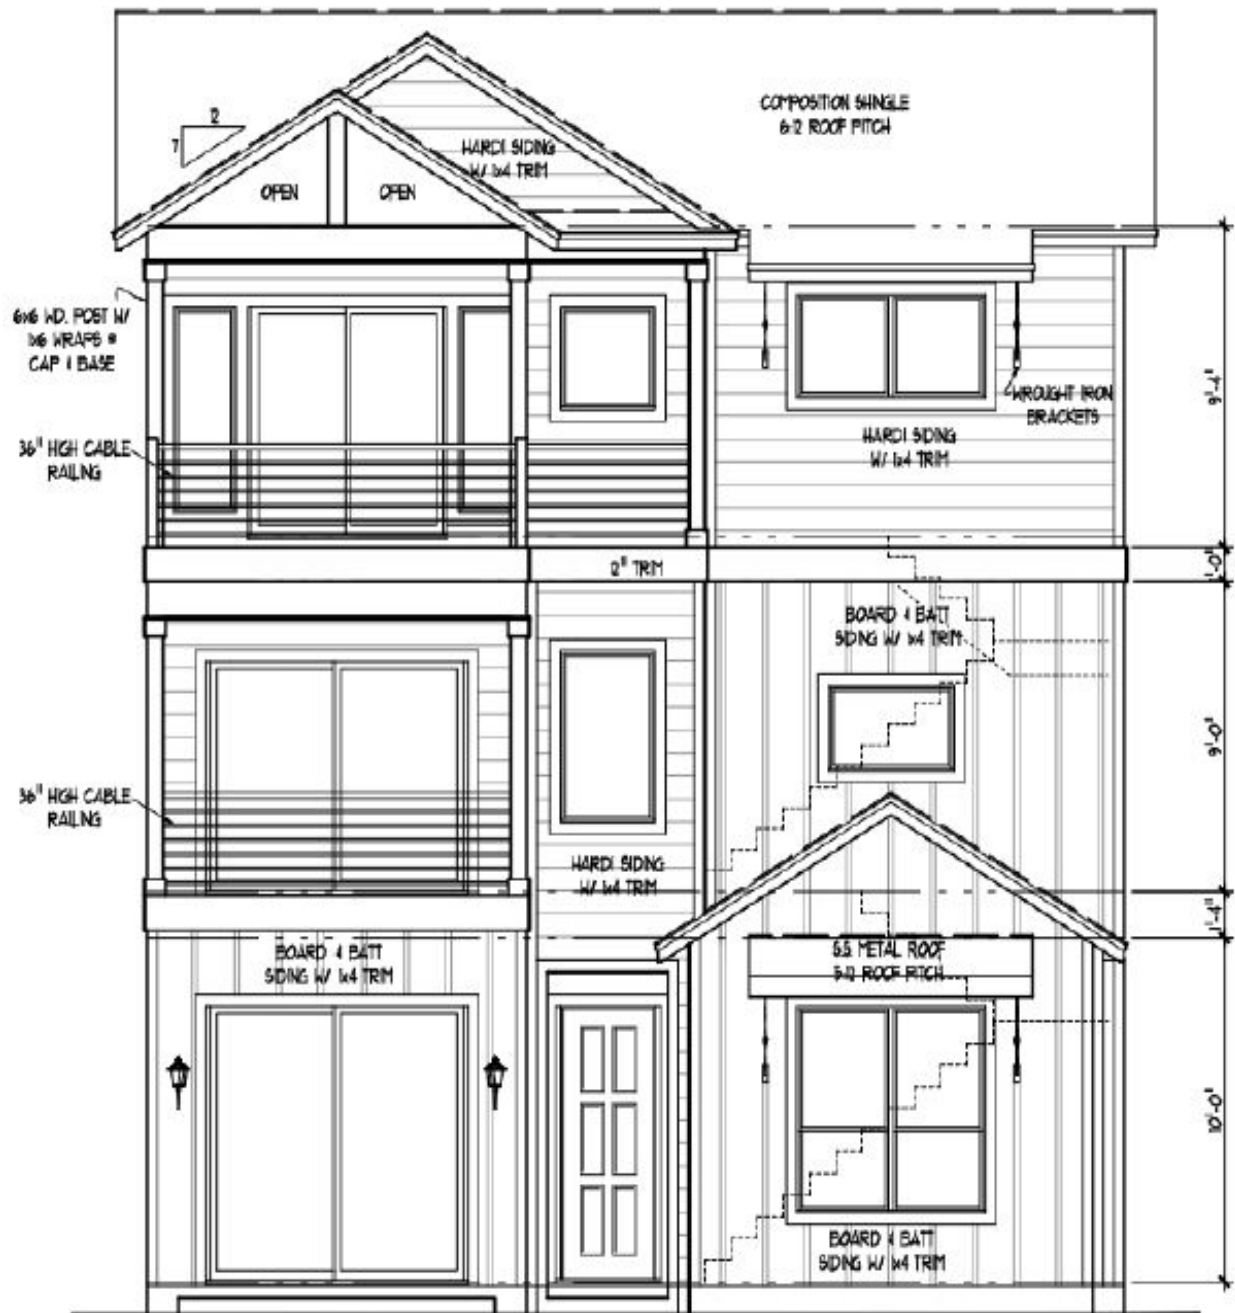 COMPOSITION SHINGLE
6:12 ROOF PITCH
12
7
HARDI SIDING
W/ 1x4 TRIM
OPEN
OPEN
6x6 WD. POST W/
1x6 WRAPS @
CAP & BASE
9'-4"
WROUGHT IRON
BRACKETS
36" HIGH CABLE
RAILING
HARDI SIDING
W/ 1x4 TRIM
12" TRIM
1'-0"
BOARD & BATT
SIDING W/ 1x4 TRIM
9'-0"
36" HIGH CABLE
RAILING
HARDI SIDING
W/ 1x4 TRIM
1'-4"
BOARD & BATT
SIDING W/ 1x4 TRIM
S.S. METAL ROOF
5:12 ROOF PITCH
10'-0"
BOARD & BATT
SIDING W/ 1x4 TRIM